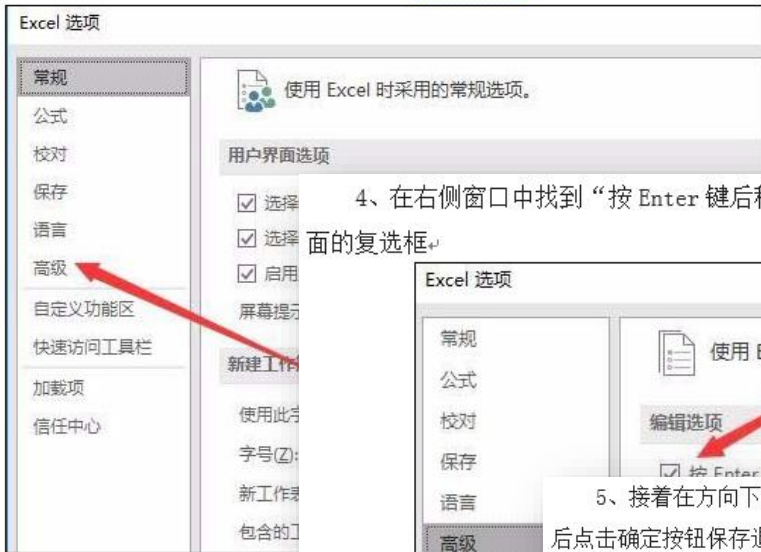 Excel 选项
常规
公式
校对
保存
语言
高级
自定义功能区
快速访问工具栏
加载项
信任中心
使用 Excel 时采用的常规选项。
用户界面选项
选择
选择
启用
屏幕提示
新建工作
使用此字
字号(Z):
新工作表
包含的工
4、在右侧窗口中找到“按 Enter 键后移
面的复选框
Excel 选项
常规
公式
校对
保存
语言
高级
使用 E
编辑选项
按 Enter
5、接着在方向下
后点击确定按钮保存退